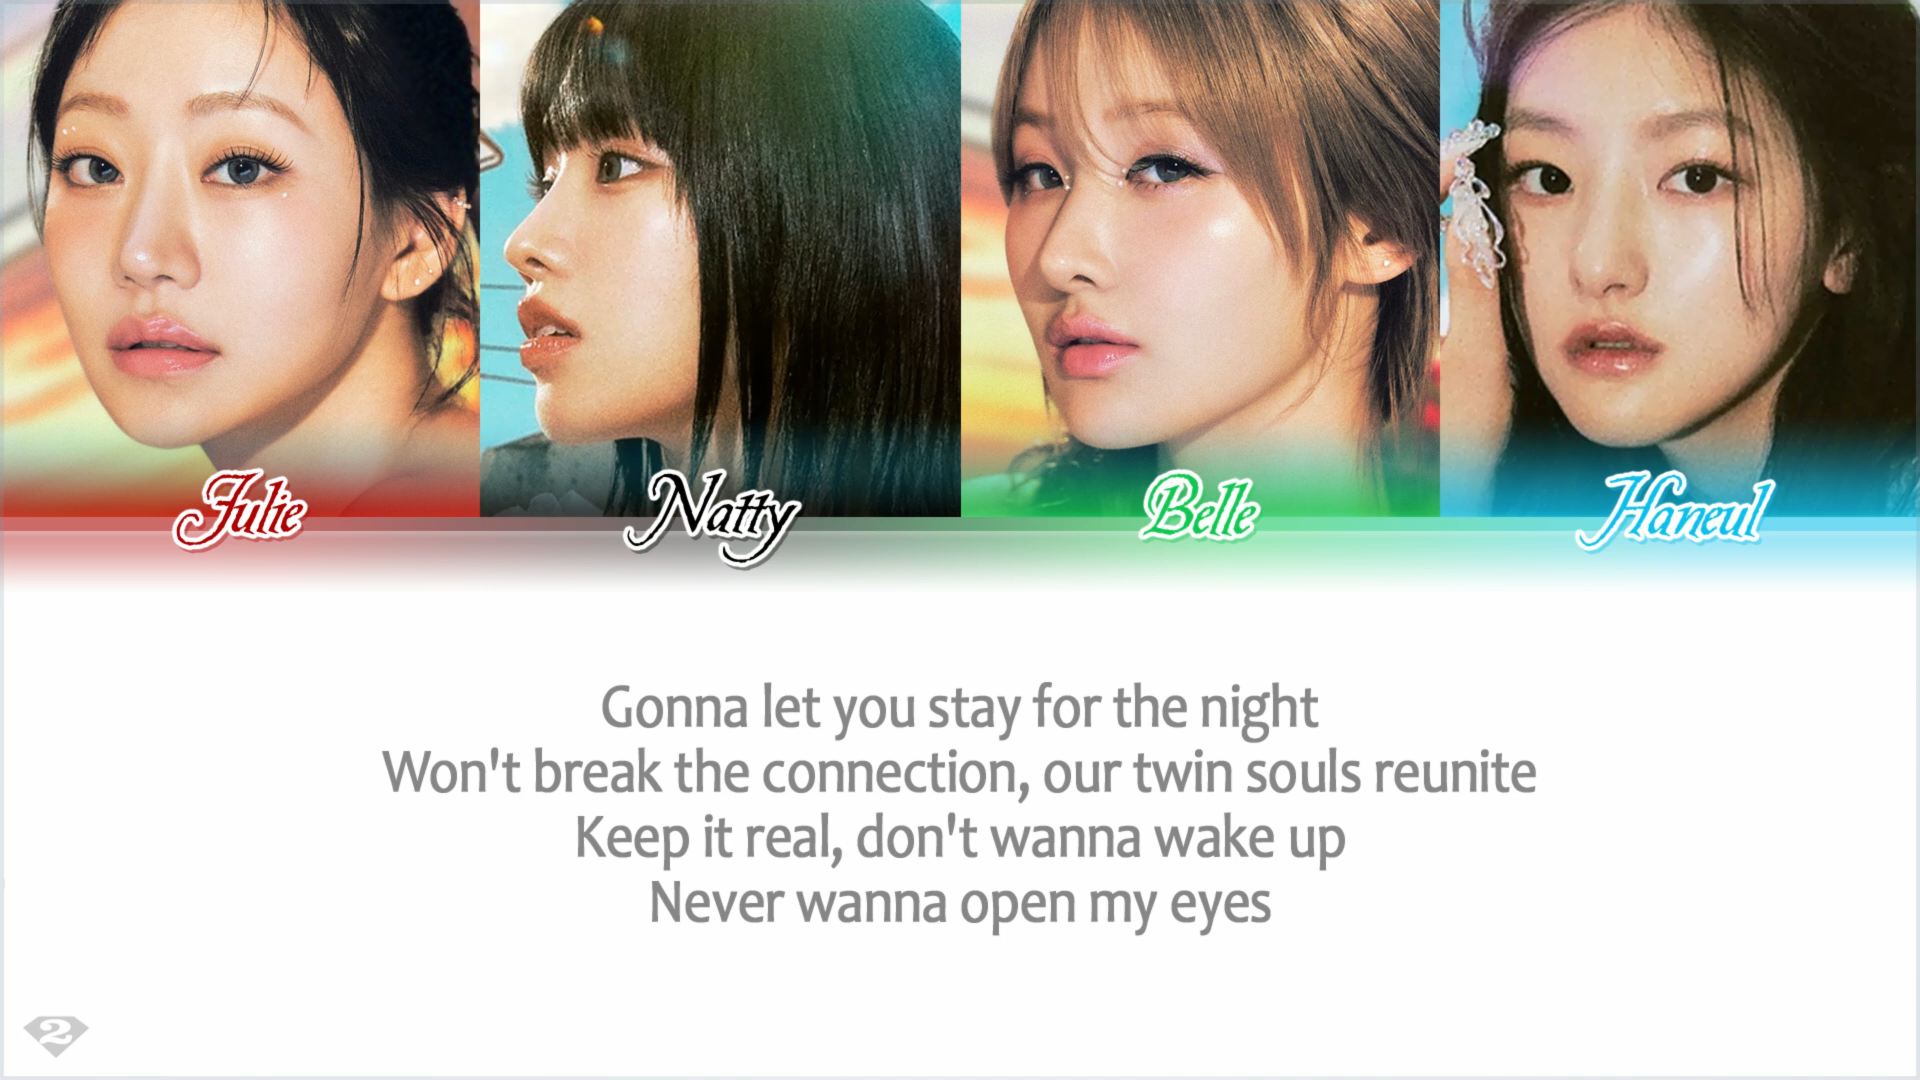 Julie
Natty
Belle
Haneul
Gonna let you stay for the night
Won't break the connection, our twin souls reunite
Keep it real, don't wanna wake up
Never wanna open my eyes
2